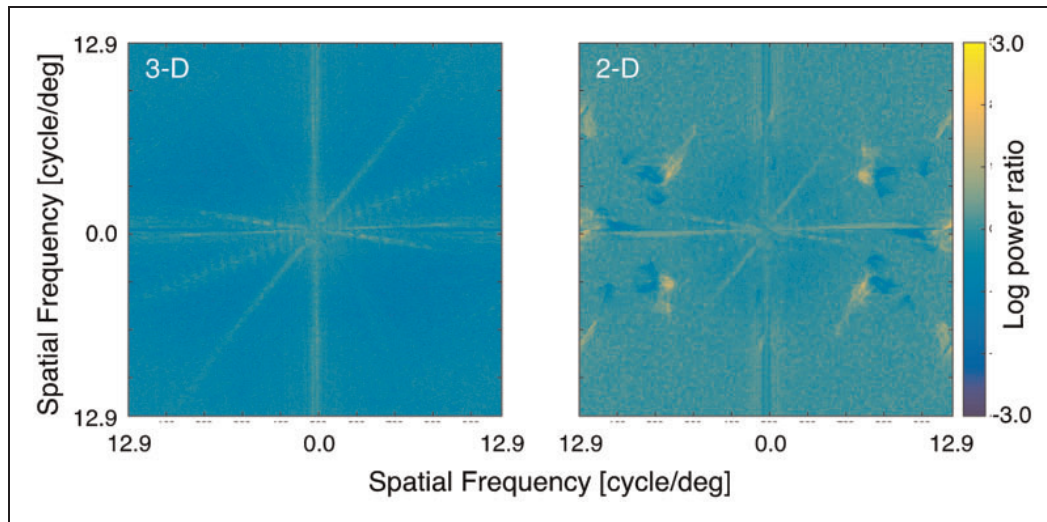 12.9
0.0
12.9
Spatial Frequency [cycle/deg]
3-D
12.9
0.0
12.9
2-D
12.9
0.0
12.9
Spatial Frequency [cycle/deg]
3.0
-3.0
Log power ratio